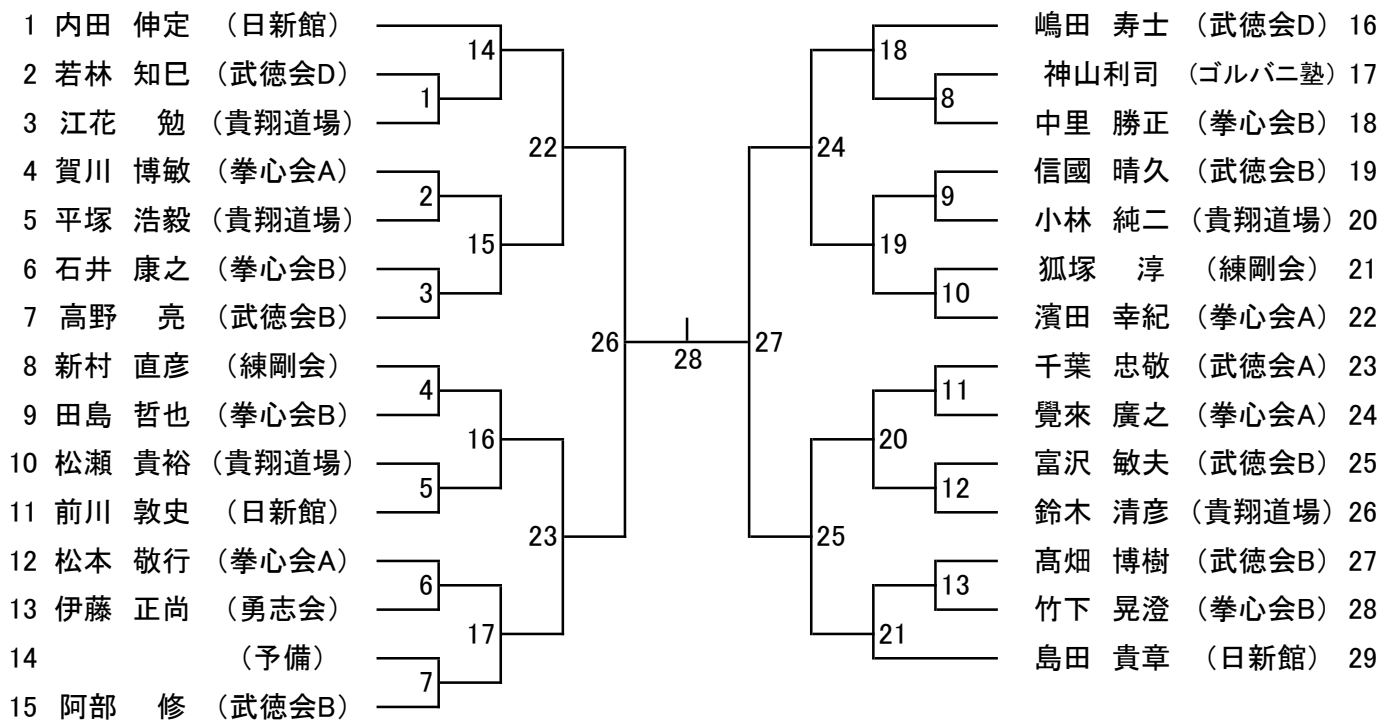 1 内田 伸定 （日新館）
2 若林 知巳 （武徳会D）
3 江花 勉 （貴翔道場）
4 賀川 博敏 （拳心会A）
5 平塚 浩毅 （貴翔道場）
6 石井 康之 （拳心会B）
7 高野 亮 （武徳会B）
8 新村 直彦 （練剛会）
9 田島 哲也 （拳心会B）
10 松瀬 貴裕 （貴翔道場）
11 前川 敦史 （日新館）
12 松本 敬行 （拳心会A）
13 伊藤 正尚 （勇志会）
14 （予備）
15 阿部 修 （武徳会B）
14
1
22
2
15
3
26
4
16
5
23
6
17
7
28
18
8
24
9
19
10
27
11
20
12
25
13
21
嶋田 寿士 （武徳会D） 16
神山利司 （ゴルバニ塾） 17
中里 勝正 （拳心会B） 18
信國 晴久 （武徳会B） 19
小林 純二 （貴翔道場） 20
狐塚 淳 （練剛会） 21
濱田 幸紀 （拳心会A） 22
千葉 忠敬 （武徳会A） 23
覺來 廣之 （拳心会A） 24
富沢 敏夫 （武徳会B） 25
鈴木 清彦 （貴翔道場） 26
髙畑 博樹 （武徳会B） 27
竹下 晃澄 （拳心会B） 28
島田 貴章 （日新館） 29